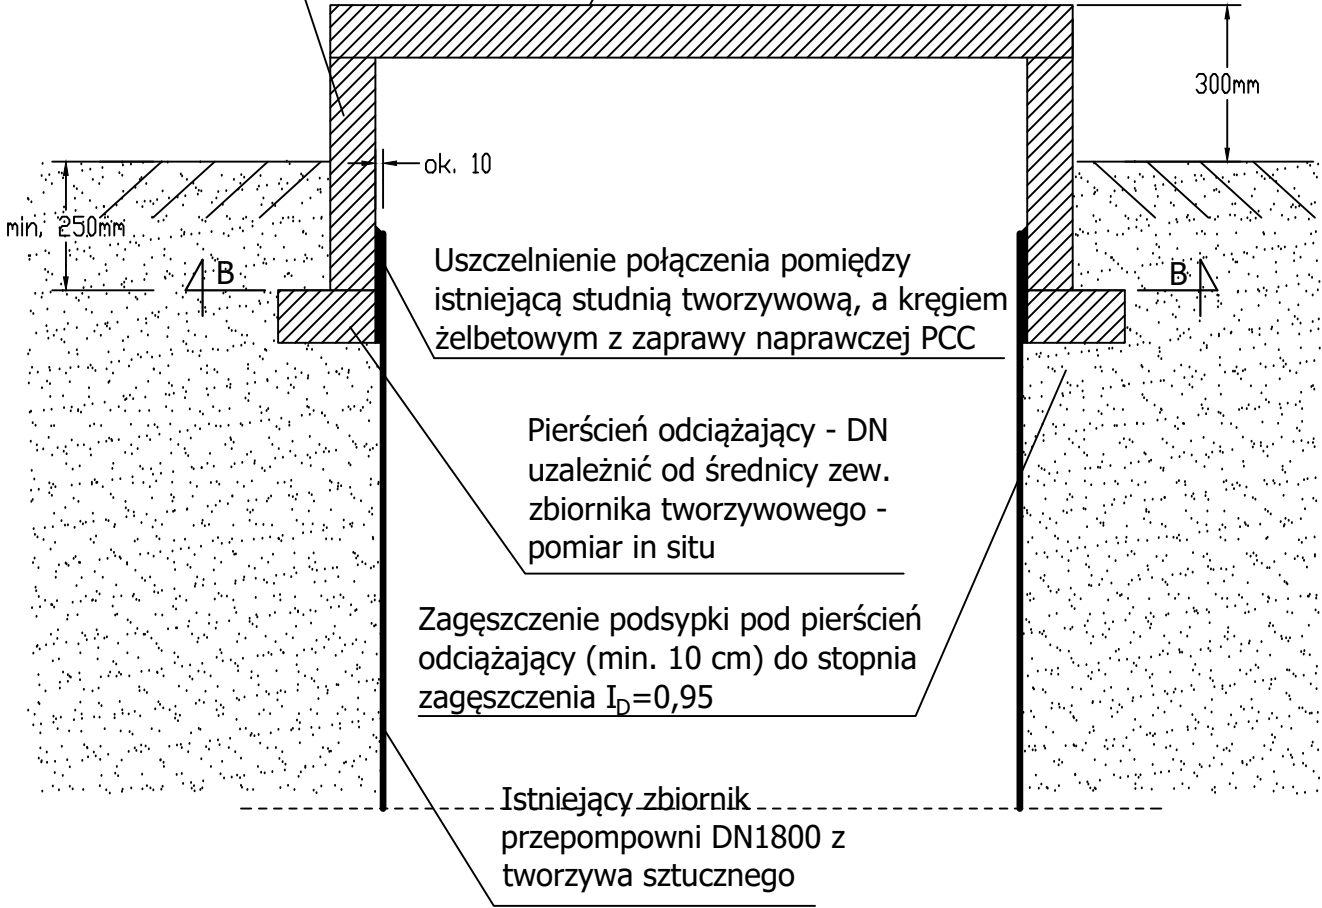 300mm
ok. 10
min. 250mm
B
B
Uszczelnienie połączenia pomiędzy
istniejącą studnią tworzywową, a kręgiem
żelbetowym z zaprawy naprawczej PCC
Pierścień odciążający - DN
uzależnić od średnicy zew.
zbiornika tworzywowego -
pomiar in situ
Zagęszczenie podsypki pod pierścień
odciążający (min. 10 cm) do stopnia
zagęszczenia I_D=0,95
Istniejący zbiornik
przepompowni DN1800 z
tworzywa sztucznego